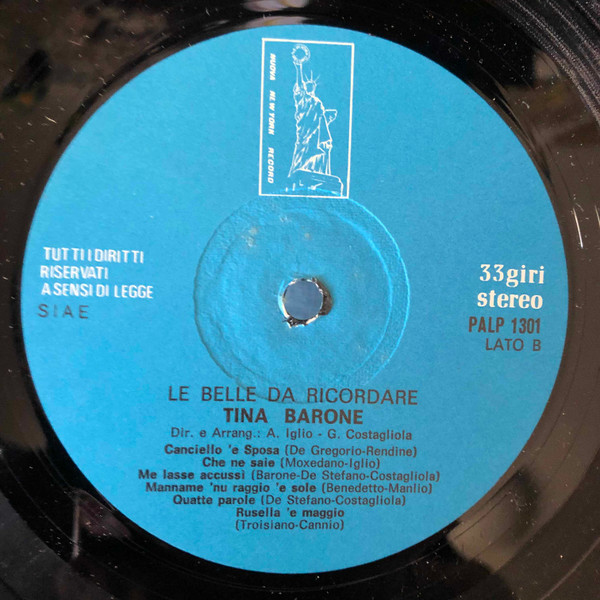 NUOVA NEW YORK RECORD
TUTTI I DIRITTI
RISERVATI
A SENSI DI LEGGE
SIAE
33giri
stereo
PALP 1301
LATO B
LE BELLE DA RICORDARE
TINA BARONE
Dir. e Arrang.: A. Iglio - G. Costagliola
Canciello 'e Sposa (De Gregorio-Rendine)
Che ne saie (Moxedano-Iglio)
Me lasse accussì (Barone-De Stefano-Costagliola)
Manname 'nu raggio 'e sole (Benedetto-Manlio)
Quatte parole (De Stefano-Costagliola)
Rusella 'e maggio
(Troisiano-Cannio)